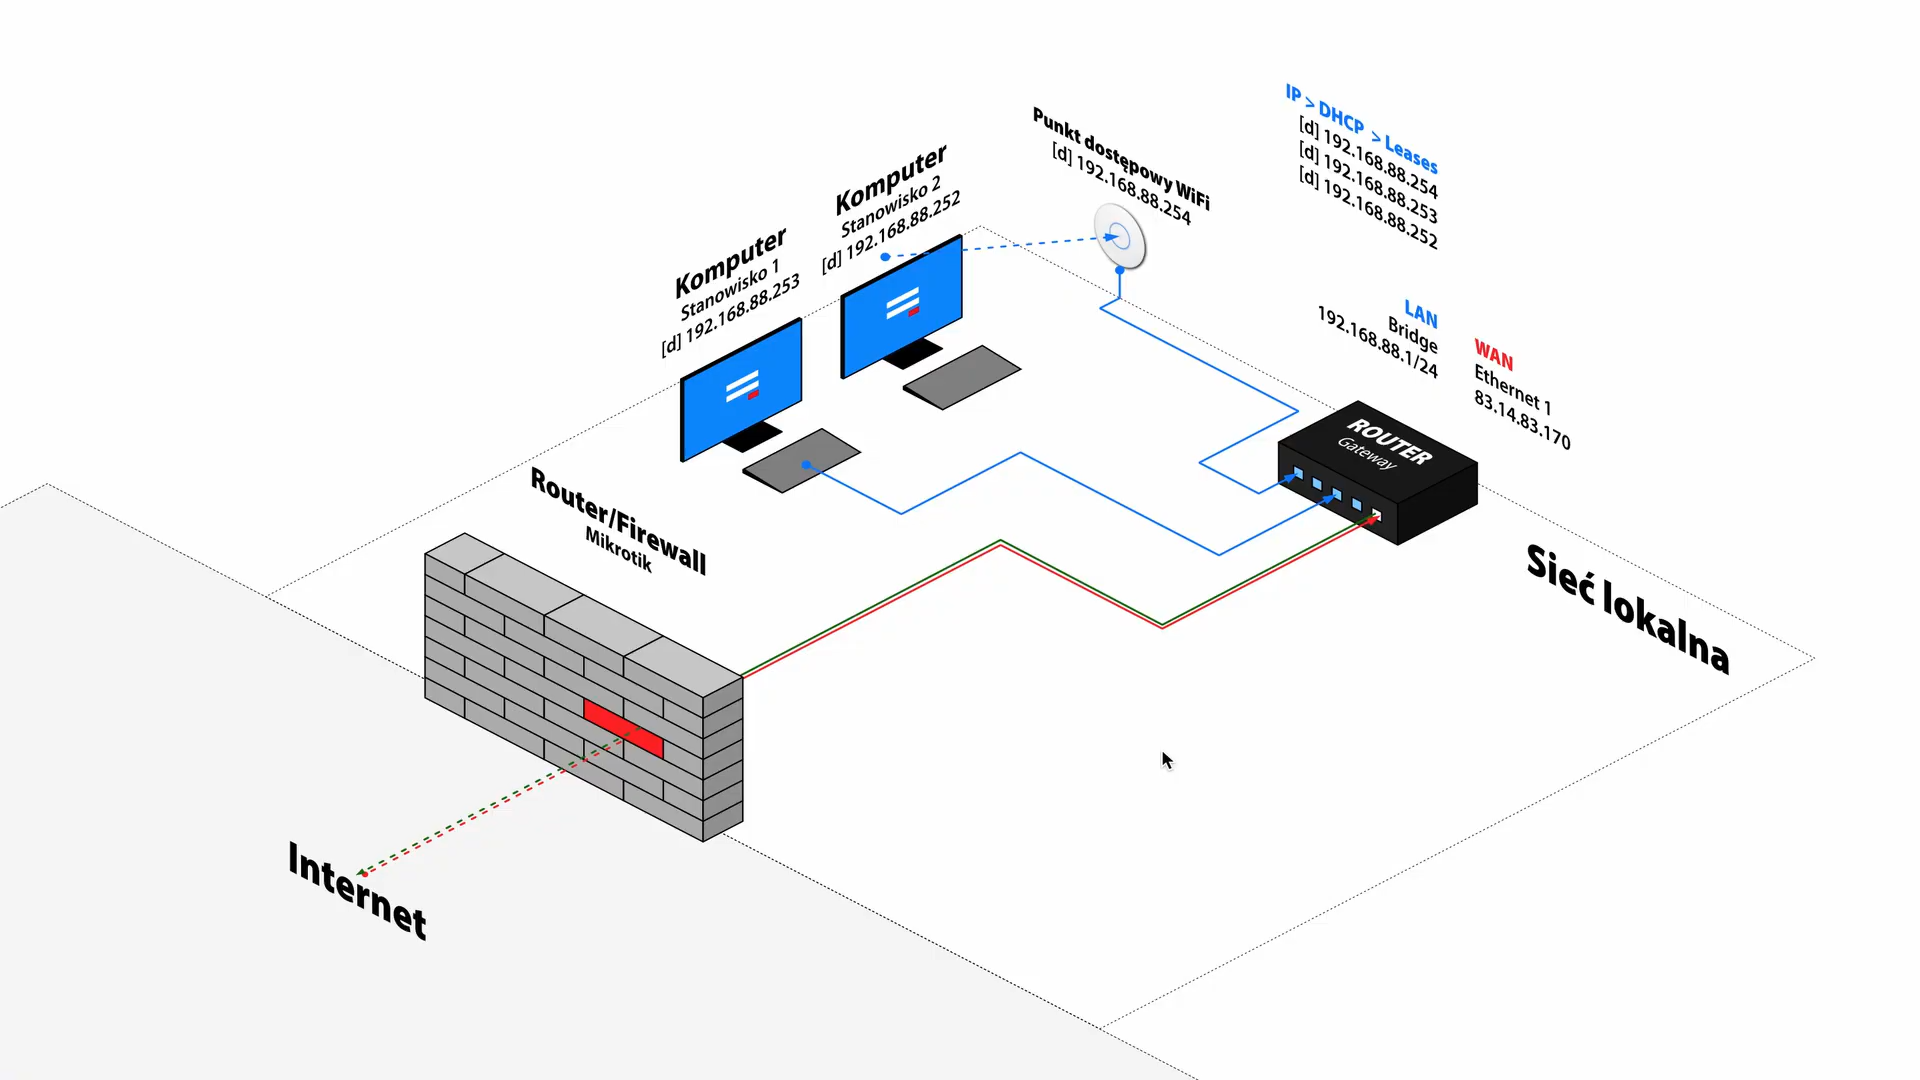 IP > DHCP > Leases
[d] 192.168.88.254
[d] 192.168.88.253
[d] 192.168.88.252
Punkt dostępowy WiFi
[d] 192.168.88.254
Komputer
Stanowisko 2
[d] 192.168.88.252
Komputer
Stanowisko 1
[d] 192.168.88.253
LAN
Bridge
192.168.88.1/24
WAN
Ethernet 1
83.14.83.170
ROUTER
Gateway
Router/Firewall
Mikrotik
Sieć lokalna
Internet